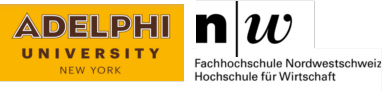 ADELPHI
UNIVERSITY
NEW YORK
n|w
Fachhochschule Nordwestschweiz
Hochschule für Wirtschaft